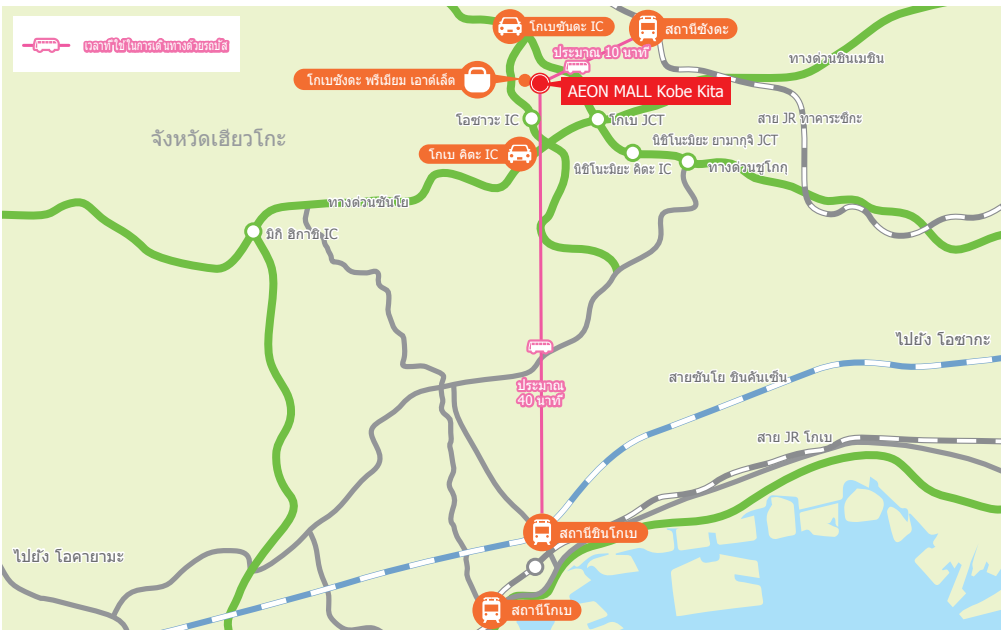 เวลาที่ใช้ในการเดินทางด้วยรถบัส
โกเบซันดะ IC
สถานีซังดะ
ประมาณ 10 นาที
ทางด่วนชินเมชิน
โกเบซังดะ พรีเมียม เอาต์เล็ต
AEON MALL Kobe Kita
โอซาวะ IC
โกเบ JCT
สาย JR ทาคาระซึกะ
จังหวัดเฮียวโกะ
นิชิโนะมิยะ ยามากุจิ JCT
โกเบ คิตะ IC
นิชิโนะมิยะ คิตะ IC
ทางด่วนชูโกกุ
ทางด่วนซันโย
มิกิ ฮิกาชิ IC
ไปยัง โอซากะ
สายซันโย ชินคันเซ็น
ประมาณ
40 นาที
สาย JR โกเบ
สถานีชินโกเบ
ไปยัง โอคายามะ
สถานีโกเบ